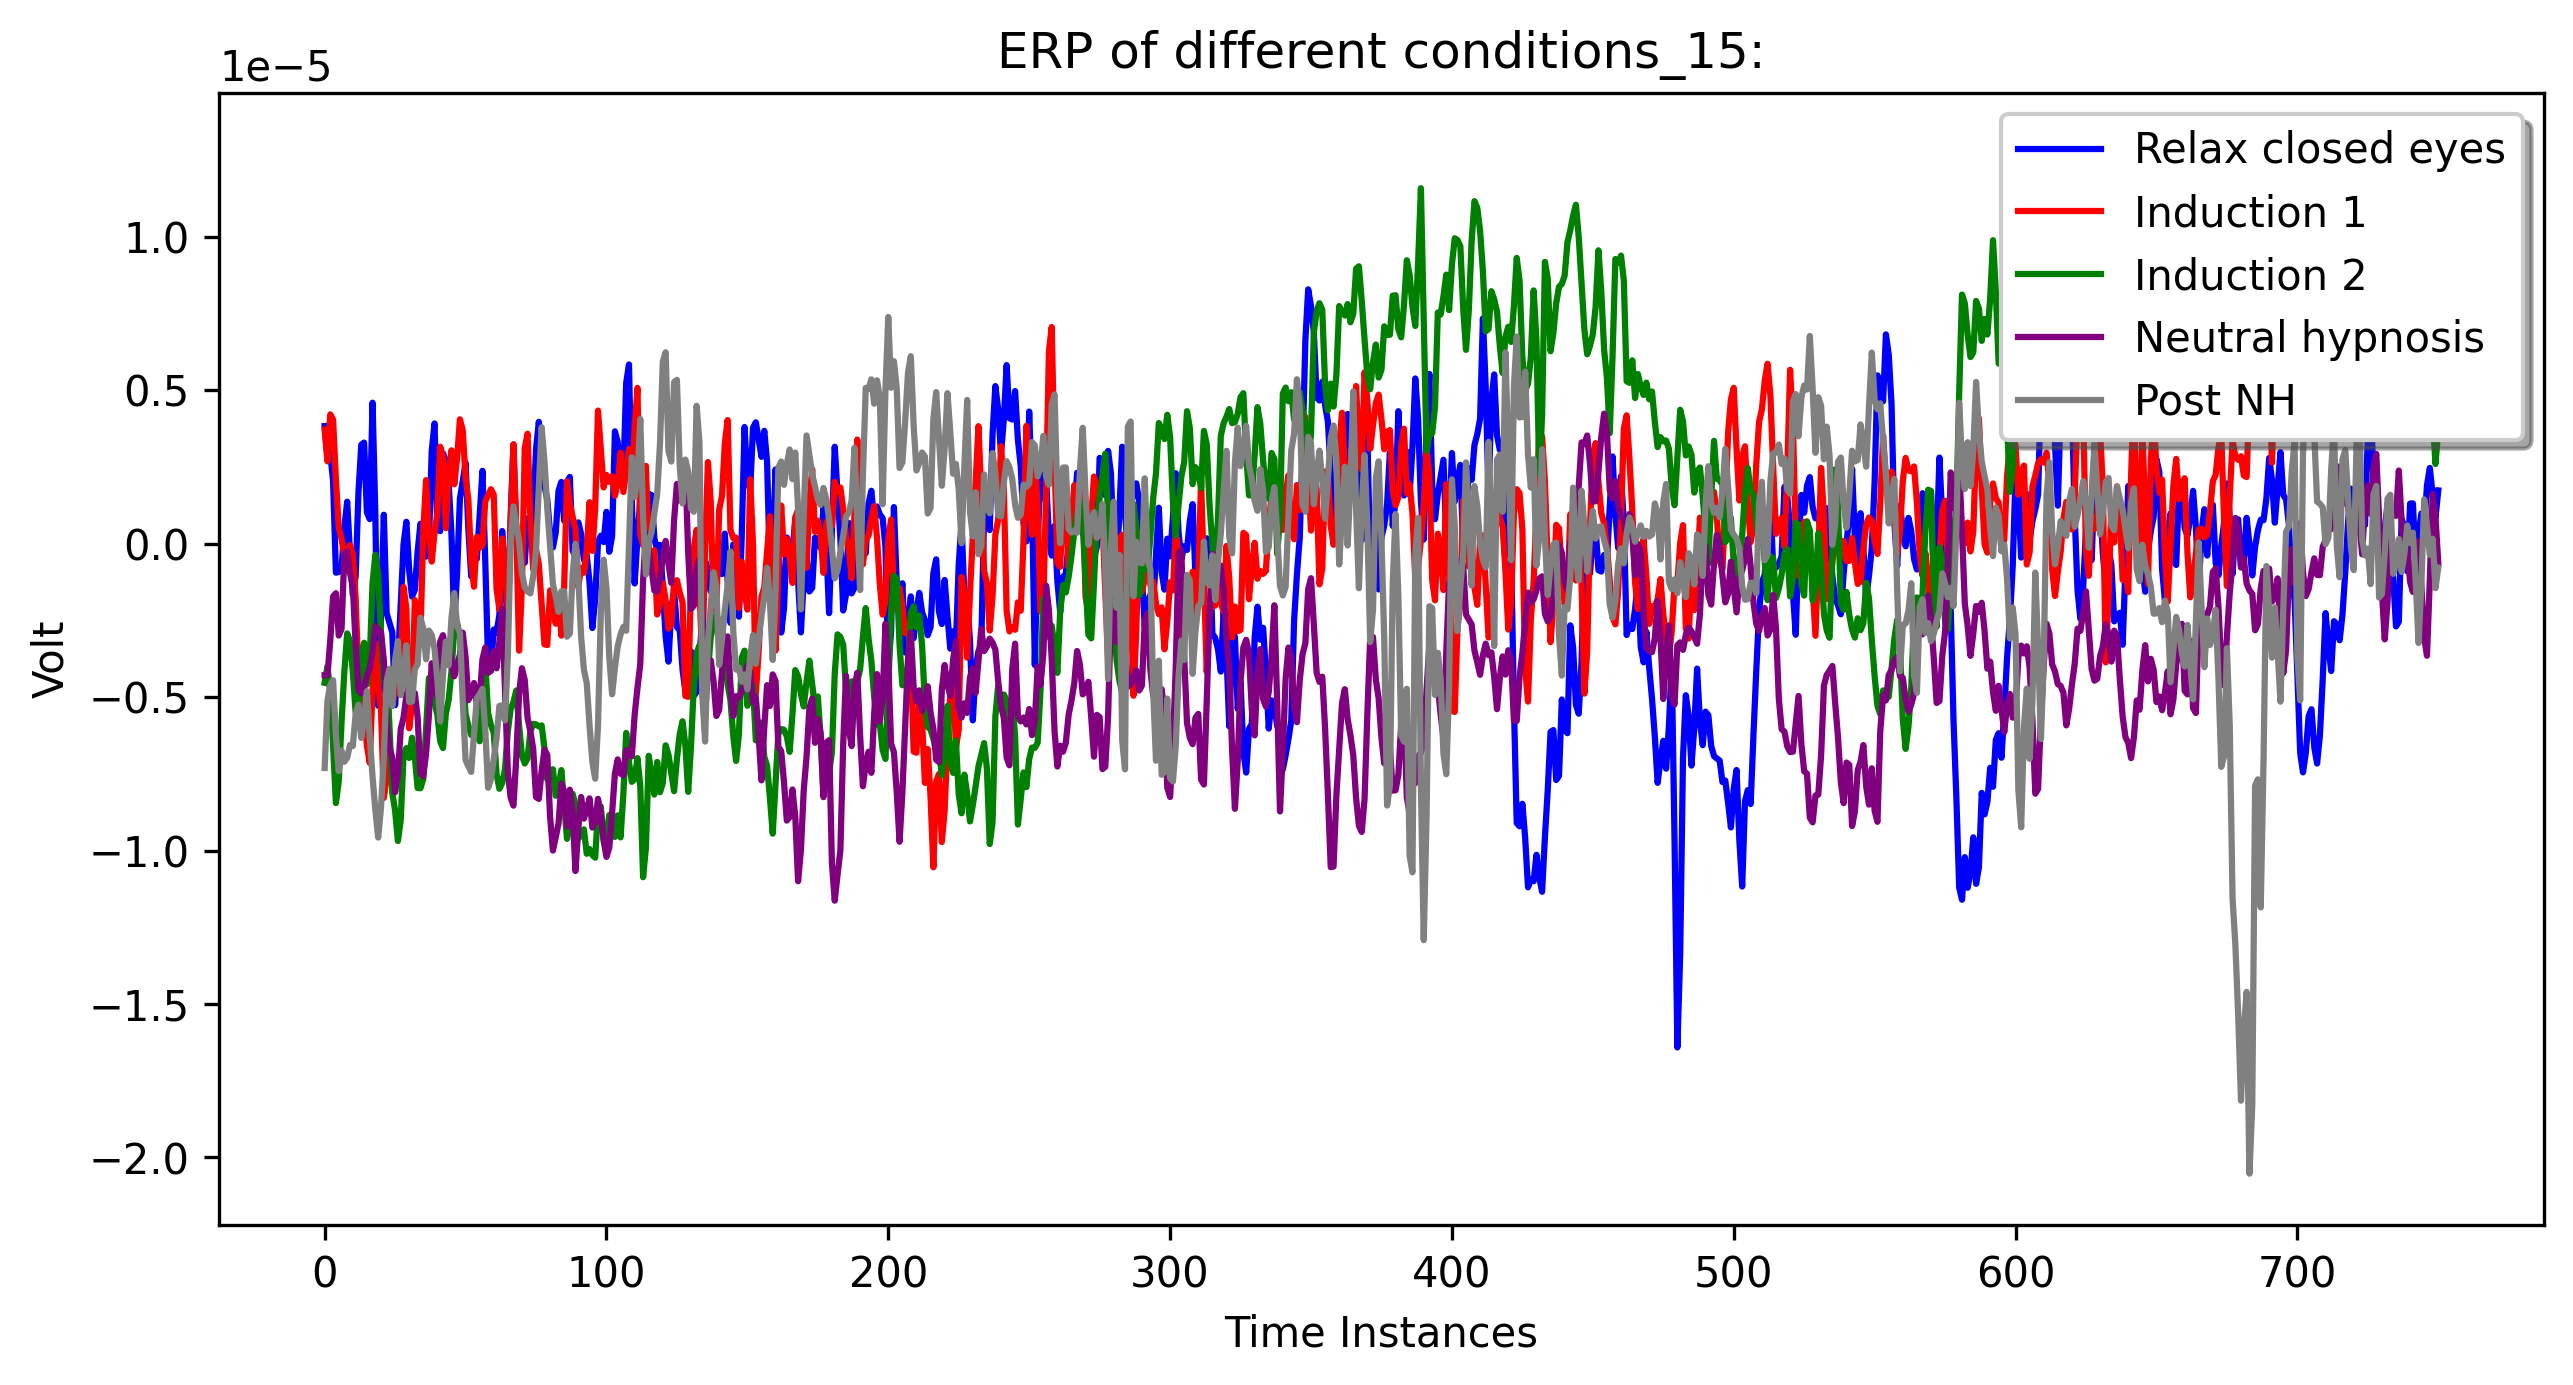 ERP of different conditions_15:
1e−5
Relax closed eyes
Induction 1
Induction 2
Neutral hypnosis
Post NH
1.0
0.5
0.0
−0.5
−1.0
−1.5
−2.0
Volt
0 100 200 300 400 500 600 700
Time Instances